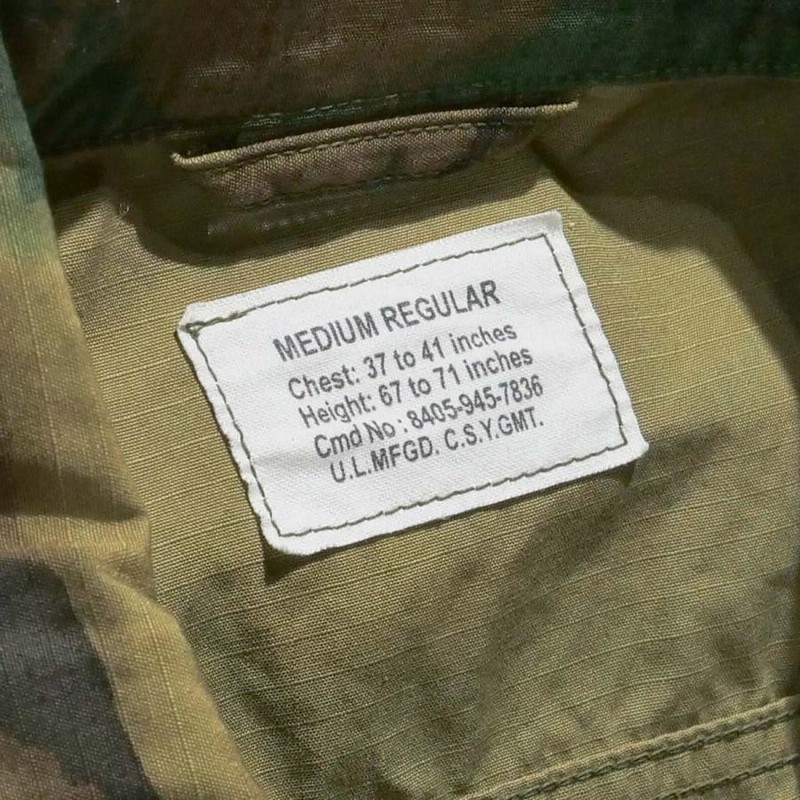 MEDIUM REGULAR
Chest: 37 to 41 inches
Height: 67 to 71 inches
Cmd No : 8405-945-7836
U.L.MFGD. C.S.Y.GMT.